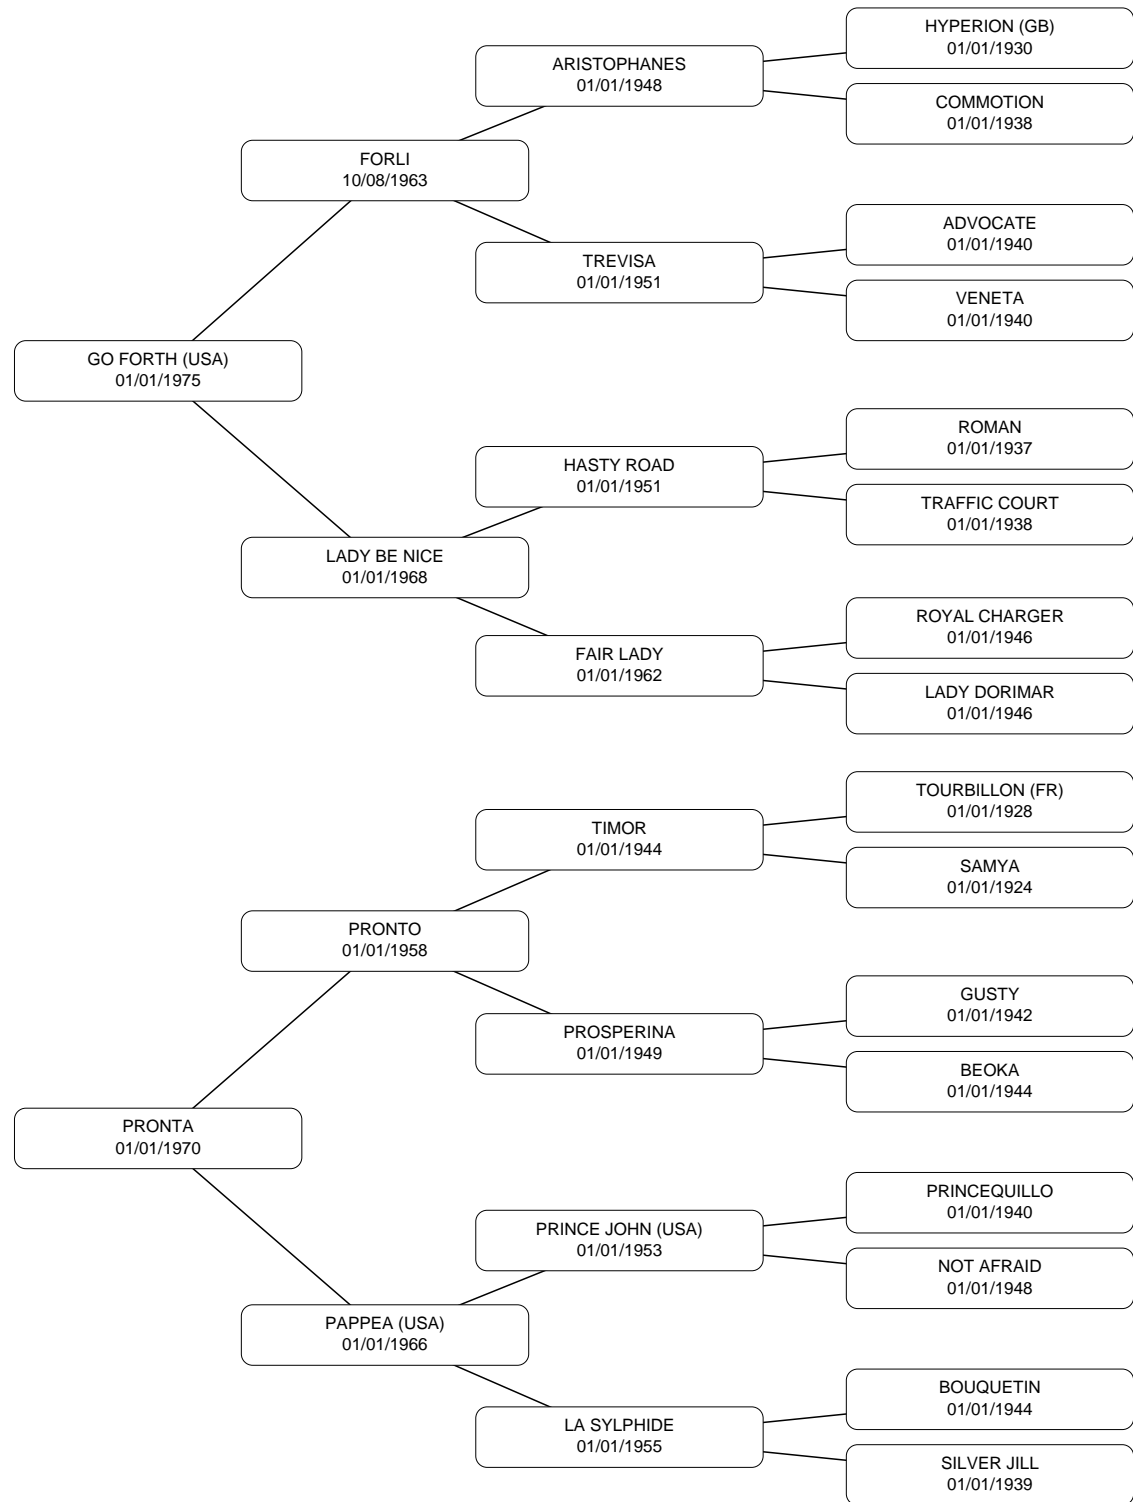 HYPERION (GB)
01/01/1930
ARISTOPHANES
01/01/1948
COMMOTION
01/01/1938
FORLI
10/08/1963
ADVOCATE
01/01/1940
TREVISA
01/01/1951
VENETA
01/01/1940
GO FORTH (USA)
01/01/1975
ROMAN
01/01/1937
HASTY ROAD
01/01/1951
TRAFFIC COURT
01/01/1938
LADY BE NICE
01/01/1968
ROYAL CHARGER
01/01/1946
FAIR LADY
01/01/1962
LADY DORIMAR
01/01/1946
TOURBILLON (FR)
01/01/1928
TIMOR
01/01/1944
SAMYA
01/01/1924
PRONTO
01/01/1958
GUSTY
01/01/1942
PROSPERINA
01/01/1949
BEOKA
01/01/1944
PRONTA
01/01/1970
PRINCEQUILLO
01/01/1940
PRINCE JOHN (USA)
01/01/1953
NOT AFRAID
01/01/1948
PAPPEA (USA)
01/01/1966
BOUQUETIN
01/01/1944
LA SYLPHIDE
01/01/1955
SILVER JILL
01/01/1939